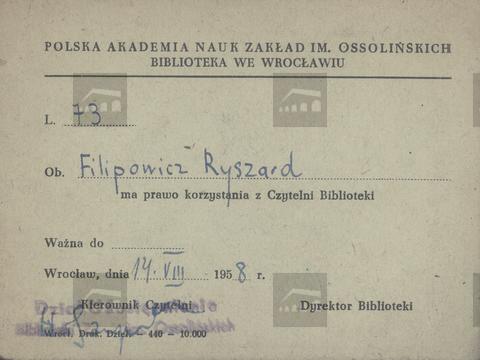 POLSKA AKADEMIA NAUK ZAKŁAD IM. OSSOLIŃSKICH
BIBLIOTEKA WE WROCŁAWIU
L. 73
Ob. Filipowicz Ryszard
ma prawo korzystania z Czytelni Biblioteki
Ważna do
Wrocław, dnia 14. VIII 1958 r.
Kierownik Czytelni Dyrektor Biblioteki
Wrocł. Druk. Dzieł. — 440 — 10.000